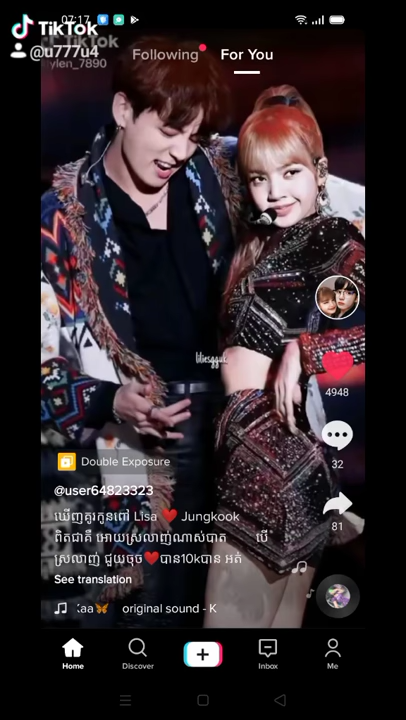 07:17
TikTok
TikTok
@u777u4
ylen_7890
Following
For You
4948
32
81
Double Exposure
@user64823323
ឃើញគូរកូនពៅ Lisa ❤️ Jungkook
ពិតជាគឺ អោយស្រលាញ់ណាស់បាត បើ
ស្រលាញ់ ជួយចុច❤️បាន10kបាន អត់
See translation
original sound - K
Home
Discover
Inbox
Me